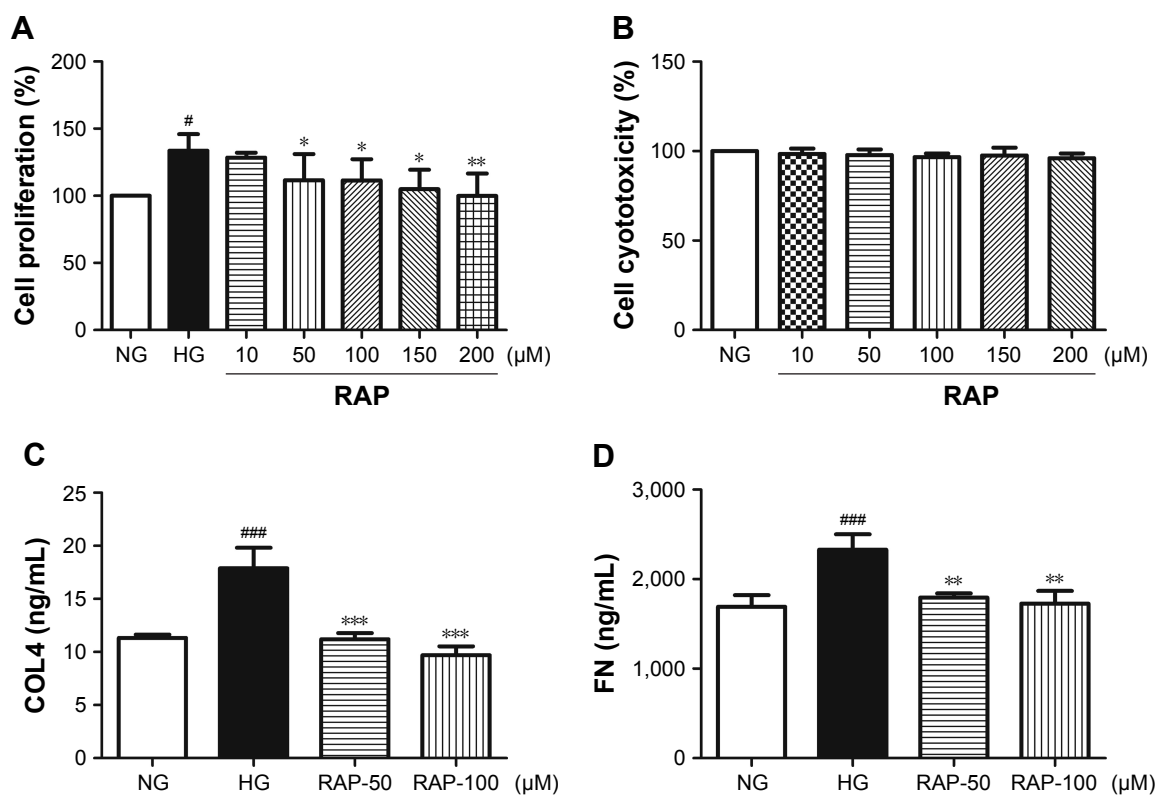 A
Cell proliferation (%)
200
150
100
50
0
#
*
*
*
**
NG HG 10 50 100 150 200 (µM)
RAP
B
Cell cyototoxicity (%)
150
100
50
0
NG 10 50 100 150 200 (µM)
RAP
C
COL4 (ng/mL)
25
20
15
10
5
0
###
***
***
NG HG RAP-50 RAP-100 (µM)
D
FN (ng/mL)
3,000
2,000
1,000
0
###
**
**
NG HG RAP-50 RAP-100 (µM)